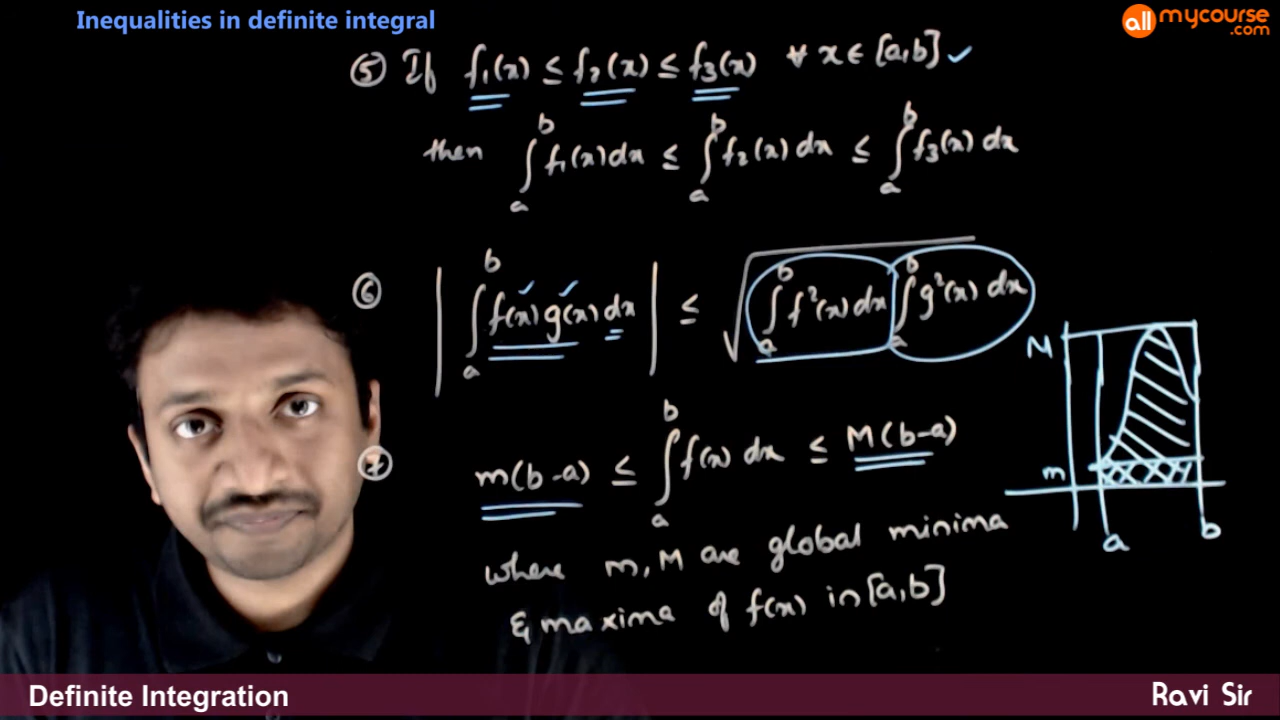 Inequalities in definite integral
all mycourse .com
⑤ If f₁(x) ≤ f₂(x) ≤ f₃(x) ∀ x ∈ [a,b] ✓
then ∫ₐᵇ f₁(x)dx ≤ ∫ₐᵇ f₂(x) dx ≤ ∫ₐᵇ f₃(x) dx
⑥ | ∫ₐᵇ f(x) g(x) dx | ≤ √(∫ₐᵇ f²(x) dx ∫ₐᵇ g²(x) dx)
M
⑦ m(b-a) ≤ ∫ₐᵇ f(x) dx ≤ M(b-a)
m
a b
where m, M are global minima
& maxima of f(x) in [a,b]
Definite Integration
Ravi Sir